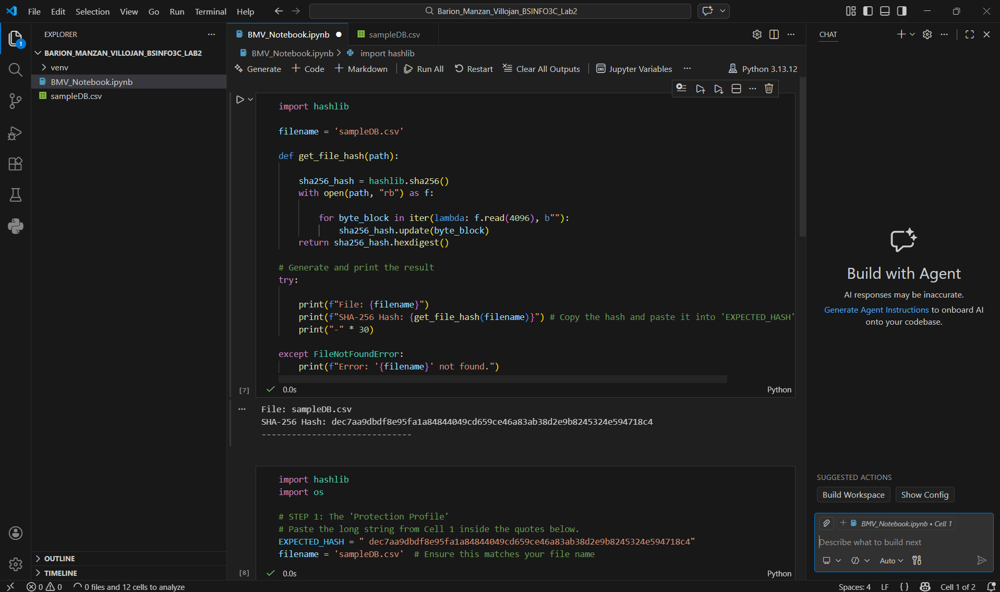 File Edit Selection View Go Run Terminal Help
Barion_Manzan_Villojan_BSINFO3C_Lab2
EXPLORER
BARION_MANZAN_VILLOJAN_BSINFO3C_LAB2
venv
BMV_Notebook.ipynb
sampleDB.csv
1
OUTLINE
TIMELINE
BMV_Notebook.ipynb
sampleDB.csv
BMV_Notebook.ipynb > import hashlib
Generate + Code + Markdown Run All Restart Clear All Outputs Jupyter Variables ... Python 3.13.12
import hashlib
filename = 'sampleDB.csv'
def get_file_hash(path):
sha256_hash = hashlib.sha256()
with open(path, "rb") as f:
for byte_block in iter(lambda: f.read(4096), b""):
sha256_hash.update(byte_block)
return sha256_hash.hexdigest()
# Generate and print the result
try:
print(f"File: {filename}")
print(f"SHA-256 Hash: {get_file_hash(filename)}") # Copy the hash and paste it into 'EXPECTED_HASH'
print("-" * 30)
except FileNotFoundError:
print(f"Error: '{filename}' not found.")
[7] 0.0s Python
File: sampleDB.csv
SHA-256 Hash: dec7aa9dbdf8e95fa1a84844049cd659ce46a83ab38d2e9b8245324e594718c4
------------------------------
import hashlib
import os
# STEP 1: The 'Protection Profile'
# Paste the long string from Cell 1 inside the quotes below.
EXPECTED_HASH = " dec7aa9dbdf8e95fa1a84844049cd659ce46a83ab38d2e9b8245324e594718c4"
filename = 'sampleDB.csv'  # Ensure this matches your file name
[8] 0.0s Python
CHAT
Build with Agent
AI responses may be inaccurate.
Generate Agent Instructions to onboard AI
onto your codebase.
SUGGESTED ACTIONS
Build Workspace Show Config
+ BMV_Notebook.ipynb • Cell 1
Describe what to build next
Auto
0 0 0 files and 12 cells to analyze
Spaces: 4 LF { } Cell 1 of 2